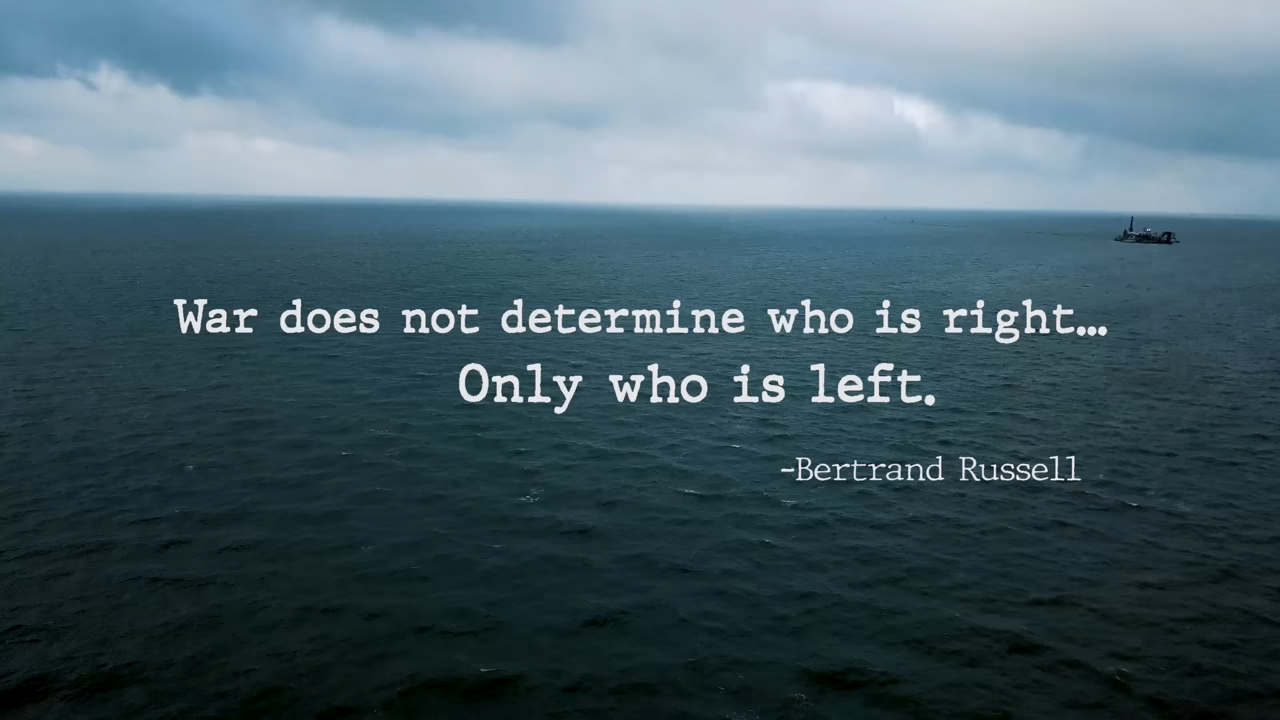 War does not determine who is right...
Only who is left.
-Bertrand Russell